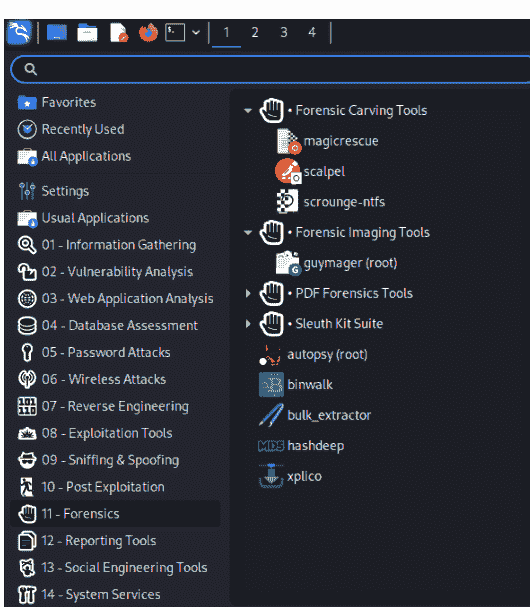 1 2 3 4
Favorites
Recently Used
All Applications
Settings
Usual Applications
01 - Information Gathering
02 - Vulnerability Analysis
03 - Web Application Analysis
04 - Database Assessment
05 - Password Attacks
06 - Wireless Attacks
07 - Reverse Engineering
08 - Exploitation Tools
09 - Sniffing & Spoofing
10 - Post Exploitation
11 - Forensics
12 - Reporting Tools
13 - Social Engineering Tools
14 - System Services
• Forensic Carving Tools
magicrescue
scalpel
scrounge-ntfs
• Forensic Imaging Tools
guymager (root)
• PDF Forensics Tools
• Sleuth Kit Suite
autopsy (root)
binwalk
bulk_extractor
hashdeep
xplico